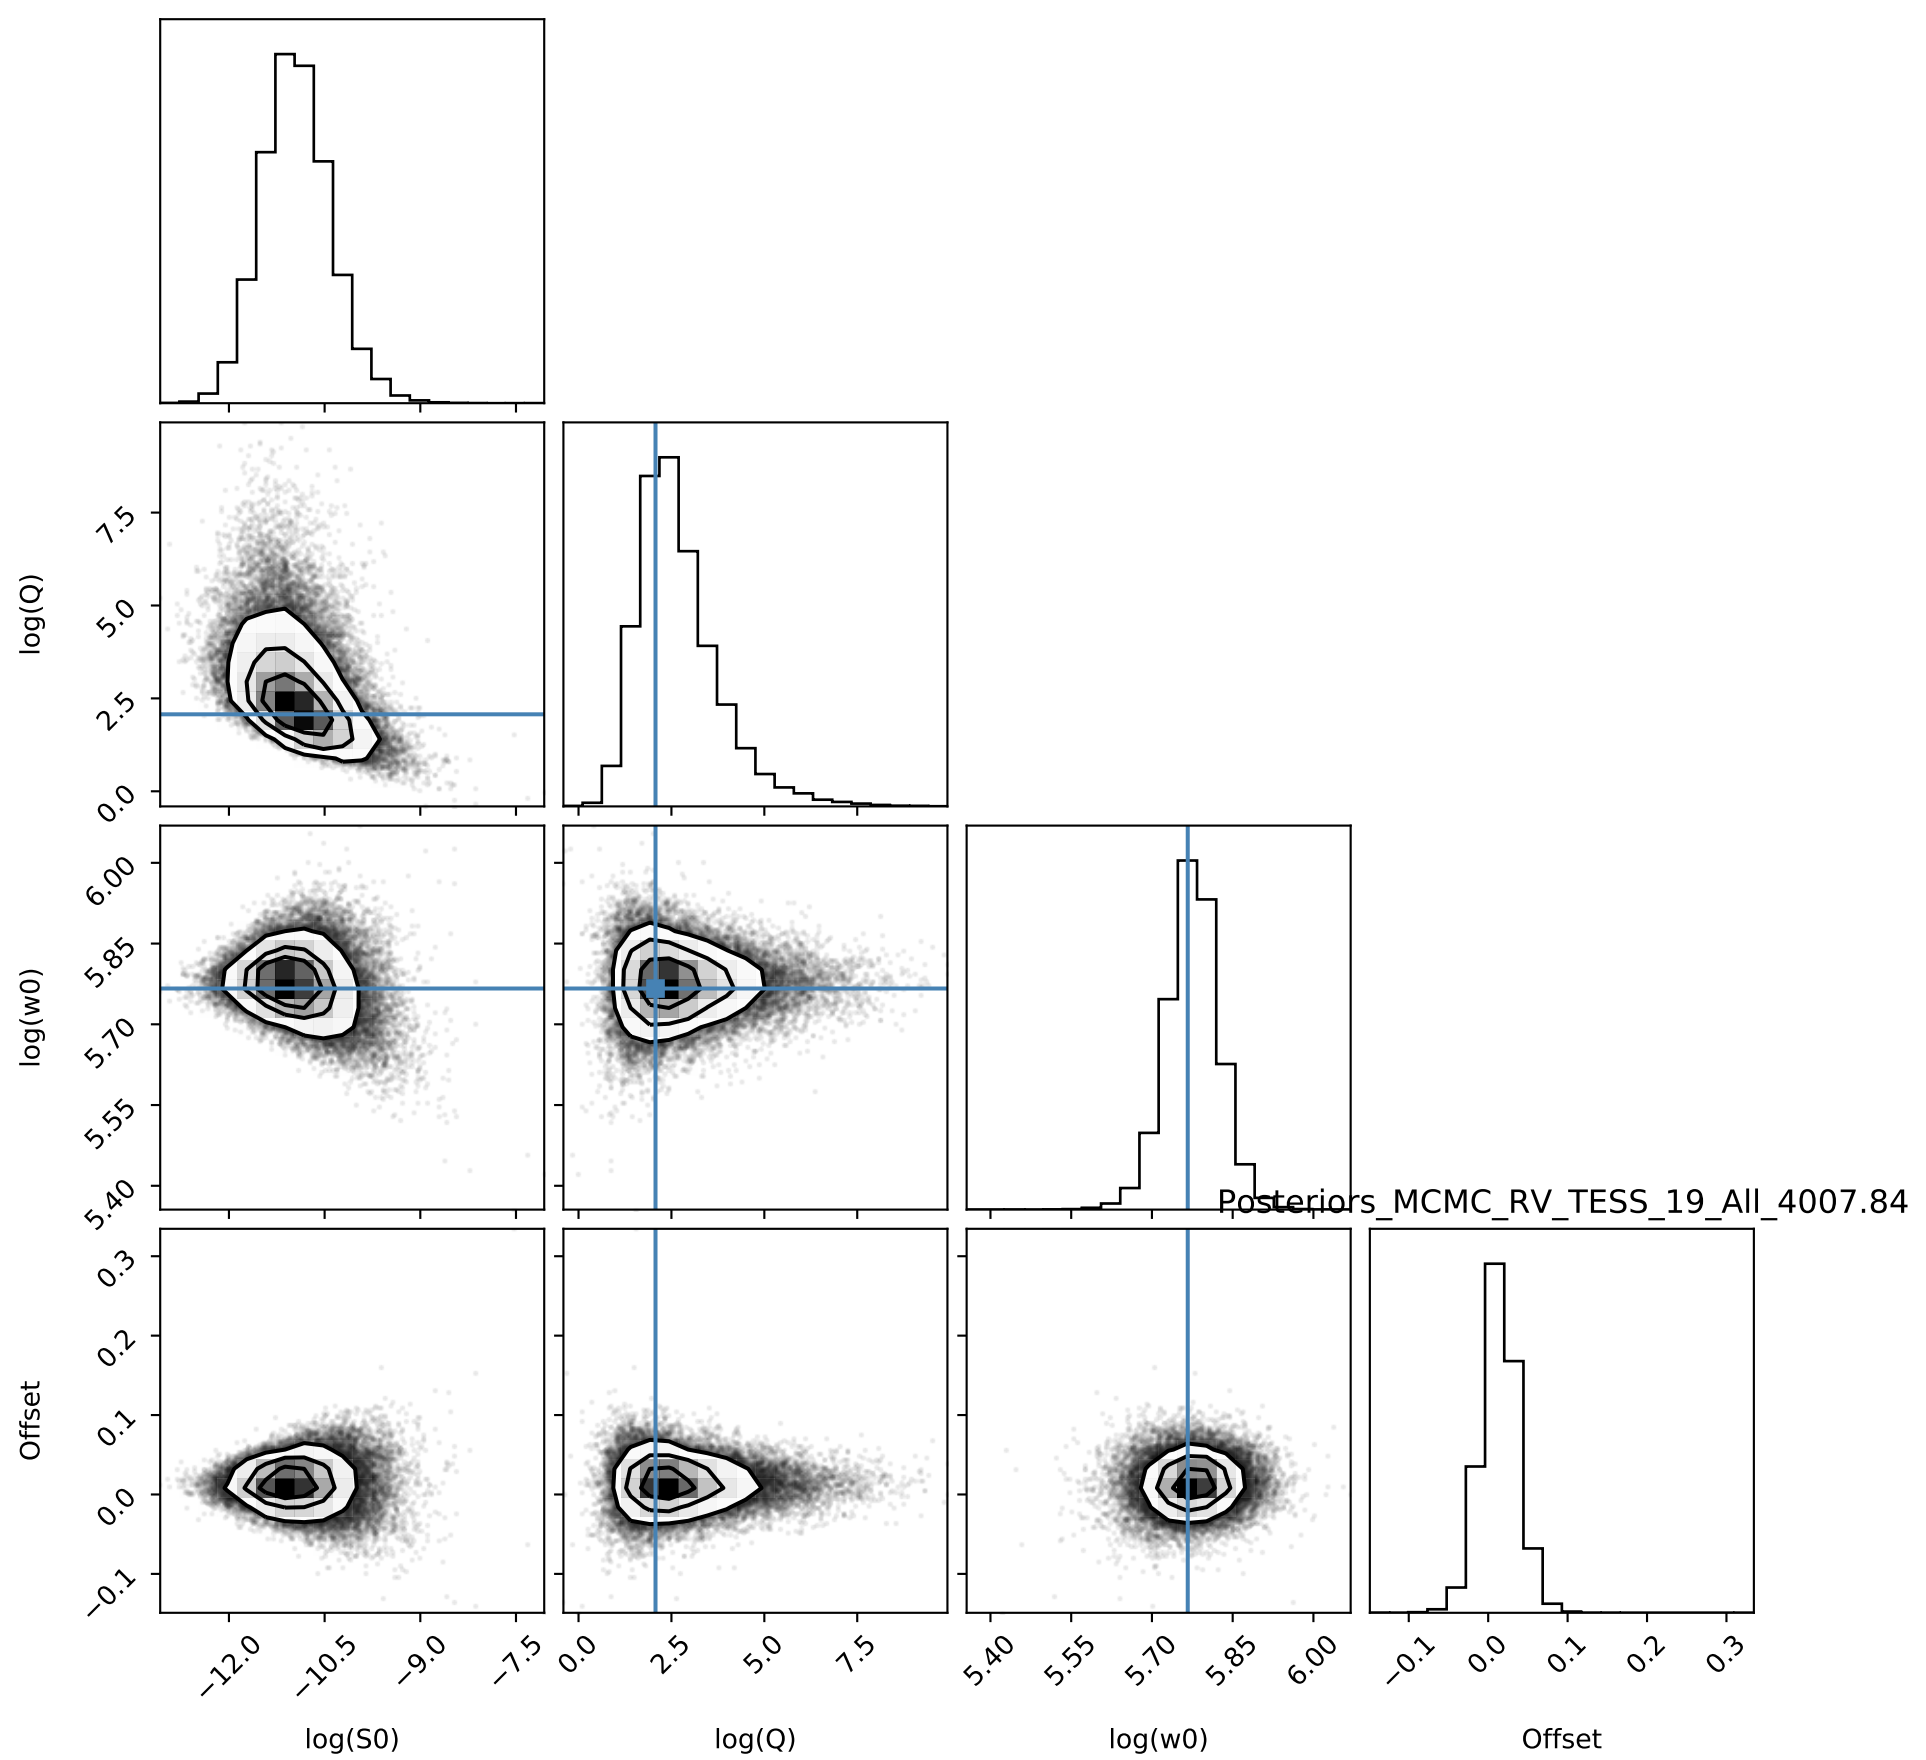 log(Q)
7.5
5.0
2.5
0.0
log(w0)
6.00
5.85
5.70
5.55
5.40
Posteriors_MCMC_RV_TESS_19_All_4007.84
Offset
0.3
0.2
0.1
0.0
−0.1
−12.0 −10.5 −9.0 −7.5 0.0 2.5 5.0 7.5 5.40 5.55 5.70 5.85 6.00 −0.1 0.0 0.1 0.2 0.3
log(S0) log(Q) log(w0) Offset